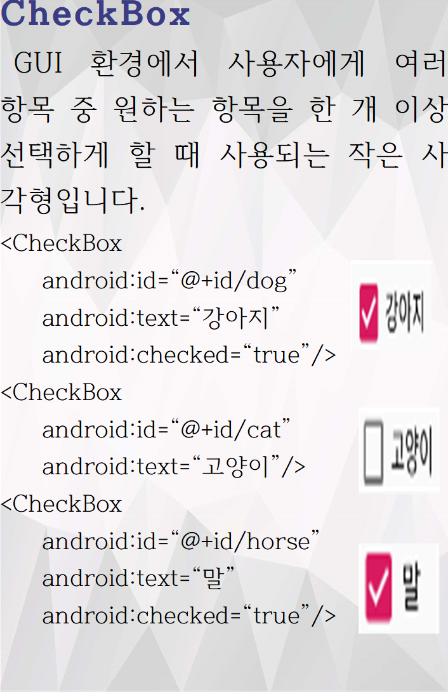 CheckBox
GUI 환경에서 사용자에게 여러
항목 중 원하는 항목을 한 개 이상
선택하게 할 때 사용되는 작은 사
각형입니다.
<CheckBox
android:id=“@+id/dog”
android:text=“강아지”
android:checked=“true”/>
강아지
<CheckBox
android:id=“@+id/cat”
android:text=“고양이”/>
고양이
<CheckBox
android:id=“@+id/horse”
android:text=“말”
android:checked=“true”/>
말